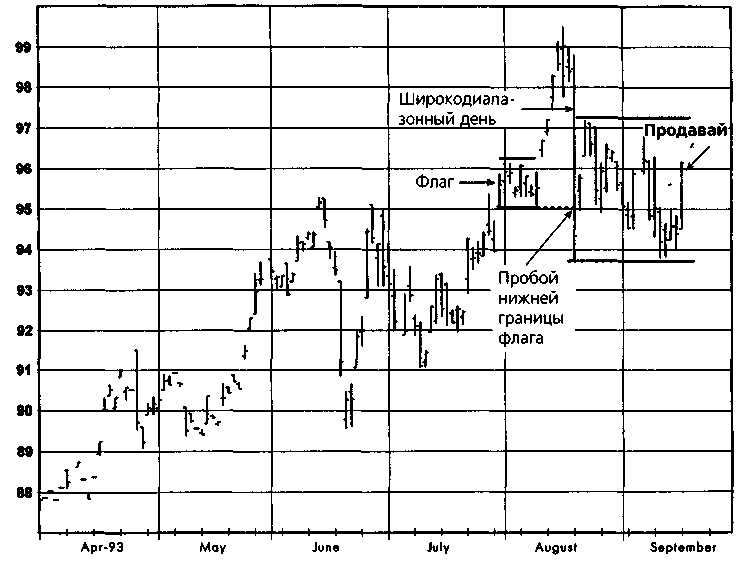 99
98
97
96
95
94
93
92
91
90
89
88
Широкодиапа-
зонный день
Продавай
Флаг
Пробой
нижней
границы
флага
Apr-93
May
June
July
August
September